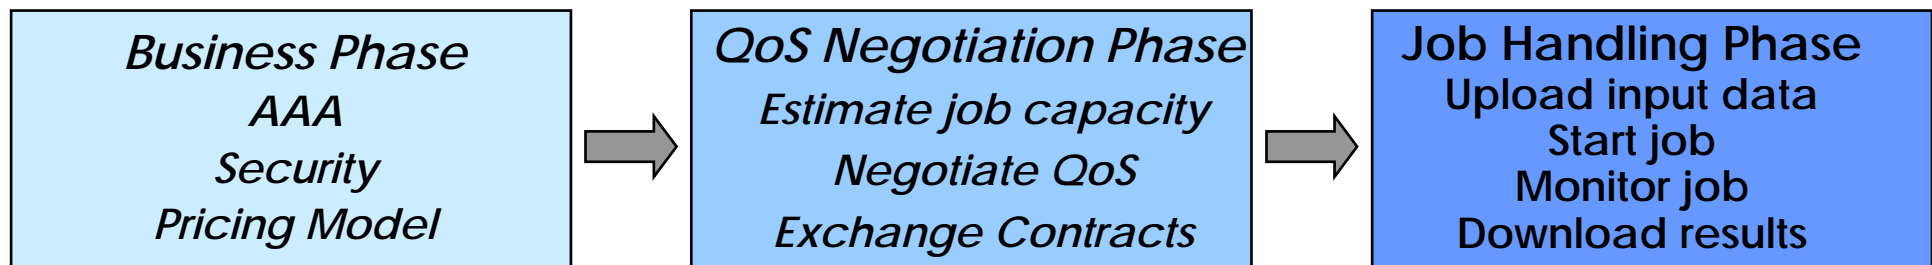 Business Phase
AAA
Security
Pricing Model
QoS Negotiation Phase
Estimate job capacity
Negotiate QoS
Exchange Contracts
Job Handling Phase
Upload input data
Start job
Monitor job
Download results